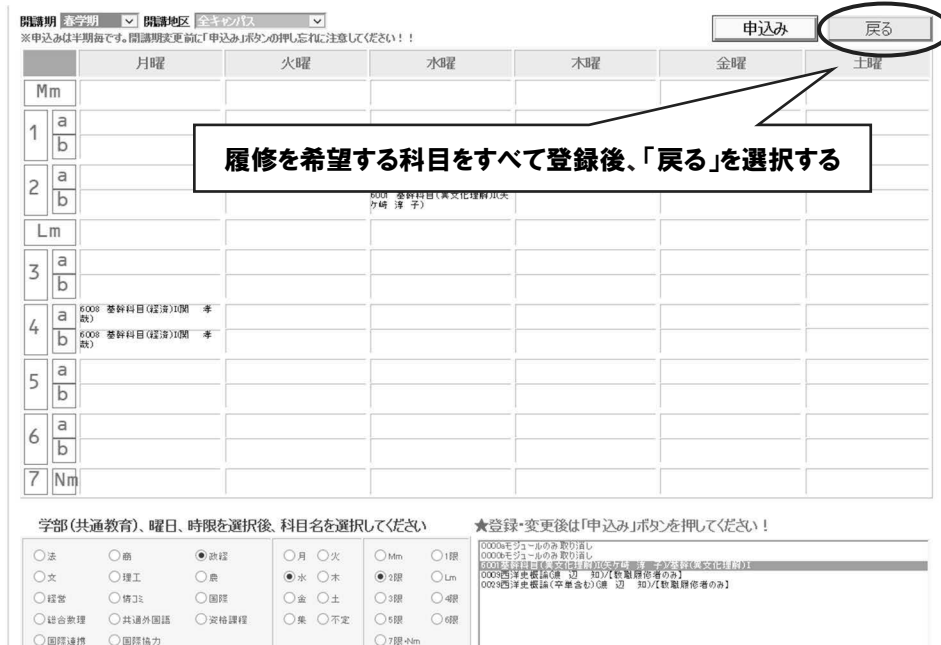 開講期 春学期 開講地区 全キャンパス
※申込みは半期毎です。開講期変更前に「申込み」ボタンの押し忘れに注意してください！！
申込み 戻る
月曜 火曜 水曜 木曜 金曜 土曜
Mm
1 a
b
履修を希望する科目をすべて登録後、「戻る」を選択する
2 a
b 6001 基幹科目(異文化理解)II(矢ケ崎 淳 子)
Lm
3 a
b
4 a 6008 基幹科目(経済)II(関 孝哉)
b 6008 基幹科目(経済)II(関 孝哉)
5 a
b
6 a
b
7 Nm
学部(共通教育)、曜日、時限を選択後、科目名を選択してください
★登録・変更後は「申込み」ボタンを押してください！
法 商 政経 月 火 Mm 1限
文 理工 農 水 木 2限 Lm
経営 情コミ 国際 金 土 3限 4限
総合数理 共通外国語 資格課程 集 不定 5限 6限
国際連携 国際協力 7限・Nm
0000aモジュールのみ取り消し
0000bモジュールのみ取り消し
6001基幹科目(異文化理解)II(矢ケ崎 淳 子)/基幹(異文化理解)I
0009西洋史概論(渡 辺 知)/【教職履修者のみ】
0029西洋史概論(卒単含む)(渡 辺 知)/【教職履修者のみ】